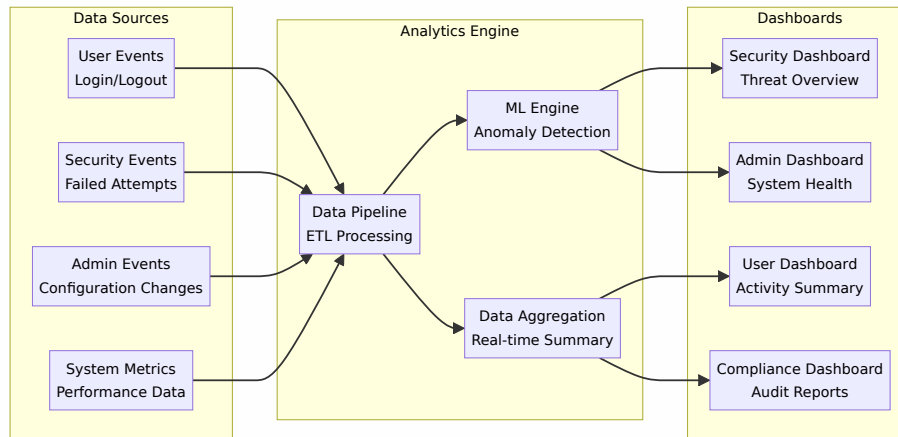 Data Sources
User Events
Login/Logout
Security Events
Failed Attempts
Admin Events
Configuration Changes
System Metrics
Performance Data
Analytics Engine
Data Pipeline
ETL Processing
ML Engine
Anomaly Detection
Data Aggregation
Real-time Summary
Dashboards
Security Dashboard
Threat Overview
Admin Dashboard
System Health
User Dashboard
Activity Summary
Compliance Dashboard
Audit Reports